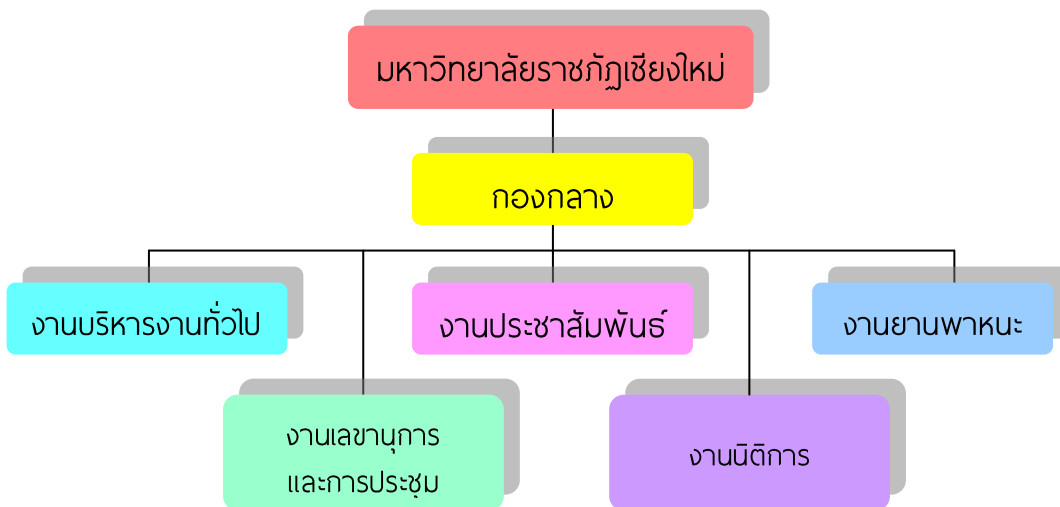 มหาวิทยาลัยราชภัฏเชียงใหม่
กองกลาง
งานบริหารงานทั่วไป
งานประชาสัมพันธ์
งานยานพาหนะ
งานเลขานุการ
และการประชุม
งานนิติการ